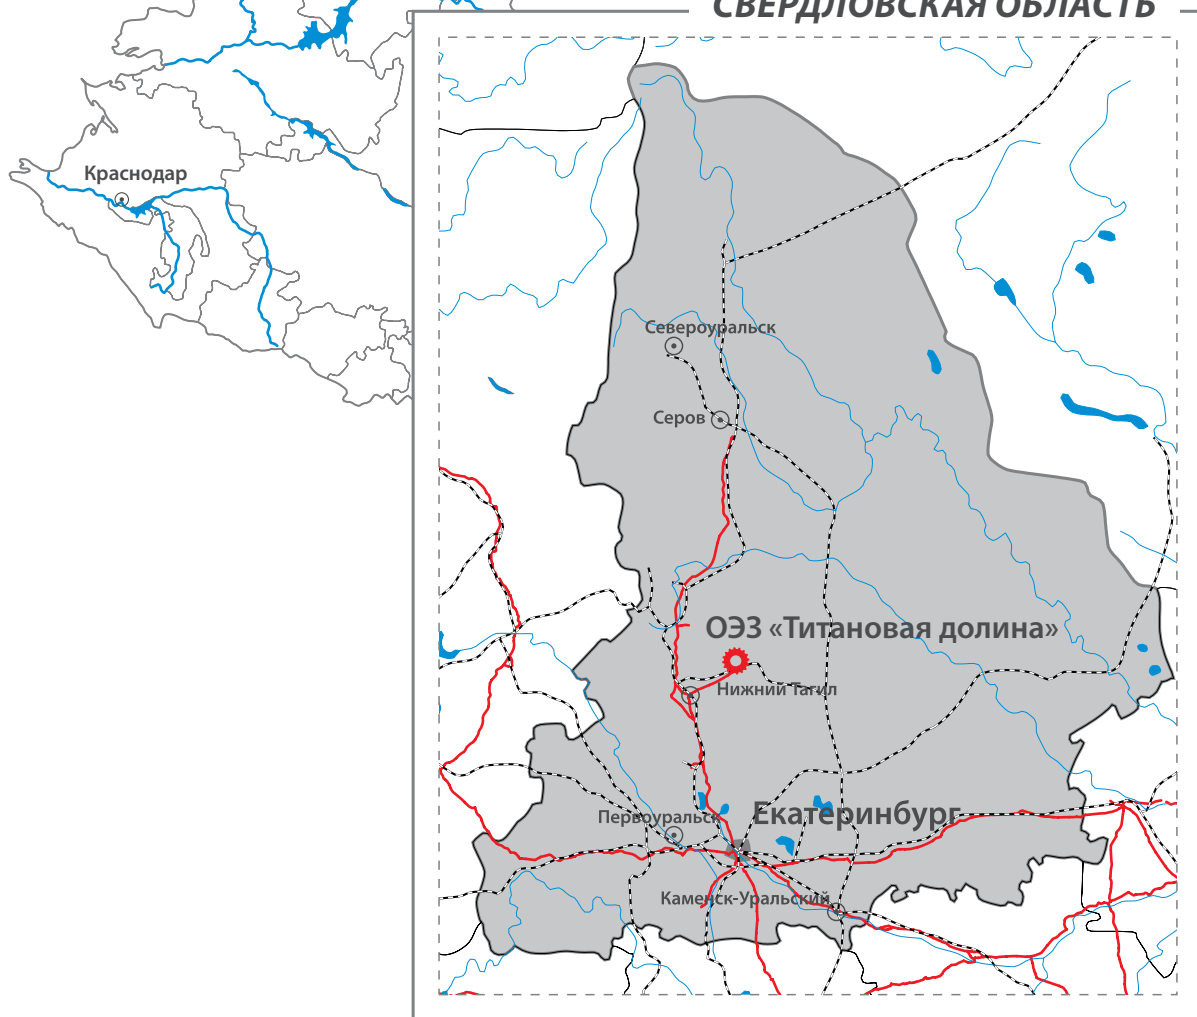 СВЕРДЛОВСКАЯ ОБЛАСТЬ
Краснодар
Североуральск
Серов
ОЭЗ «Титановая долина»
Нижний Тагил
Екатеринбург
Первоуральск
Каменск-Уральский